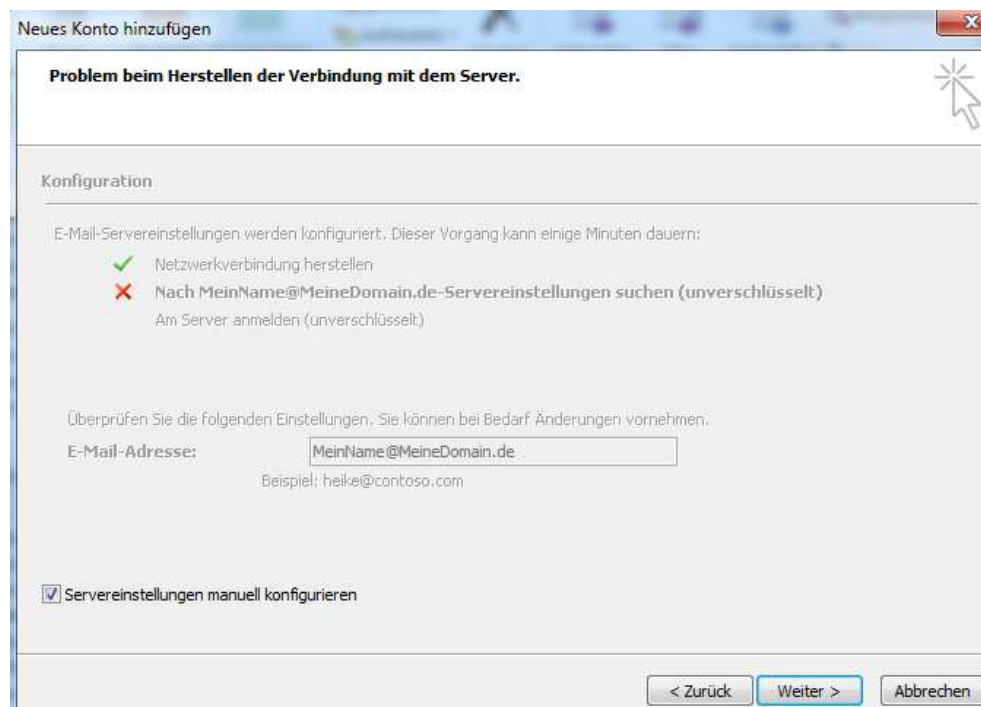 Neues Konto hinzufügen
Problem beim Herstellen der Verbindung mit dem Server.
Konfiguration
E-Mail-Servereinstellungen werden konfiguriert. Dieser Vorgang kann einige Minuten dauern:
Netzwerkverbindung herstellen
Nach MeinName@MeineDomain.de-Servereinstellungen suchen (unverschlüsselt)
Am Server anmelden (unverschlüsselt)
Überprüfen Sie die folgenden Einstellungen. Sie können bei Bedarf Änderungen vornehmen.
E-Mail-Adresse: MeinName@MeineDomain.de
Beispiel: heike@contoso.com
Servereinstellungen manuell konfigurieren
< Zurück Weiter > Abbrechen